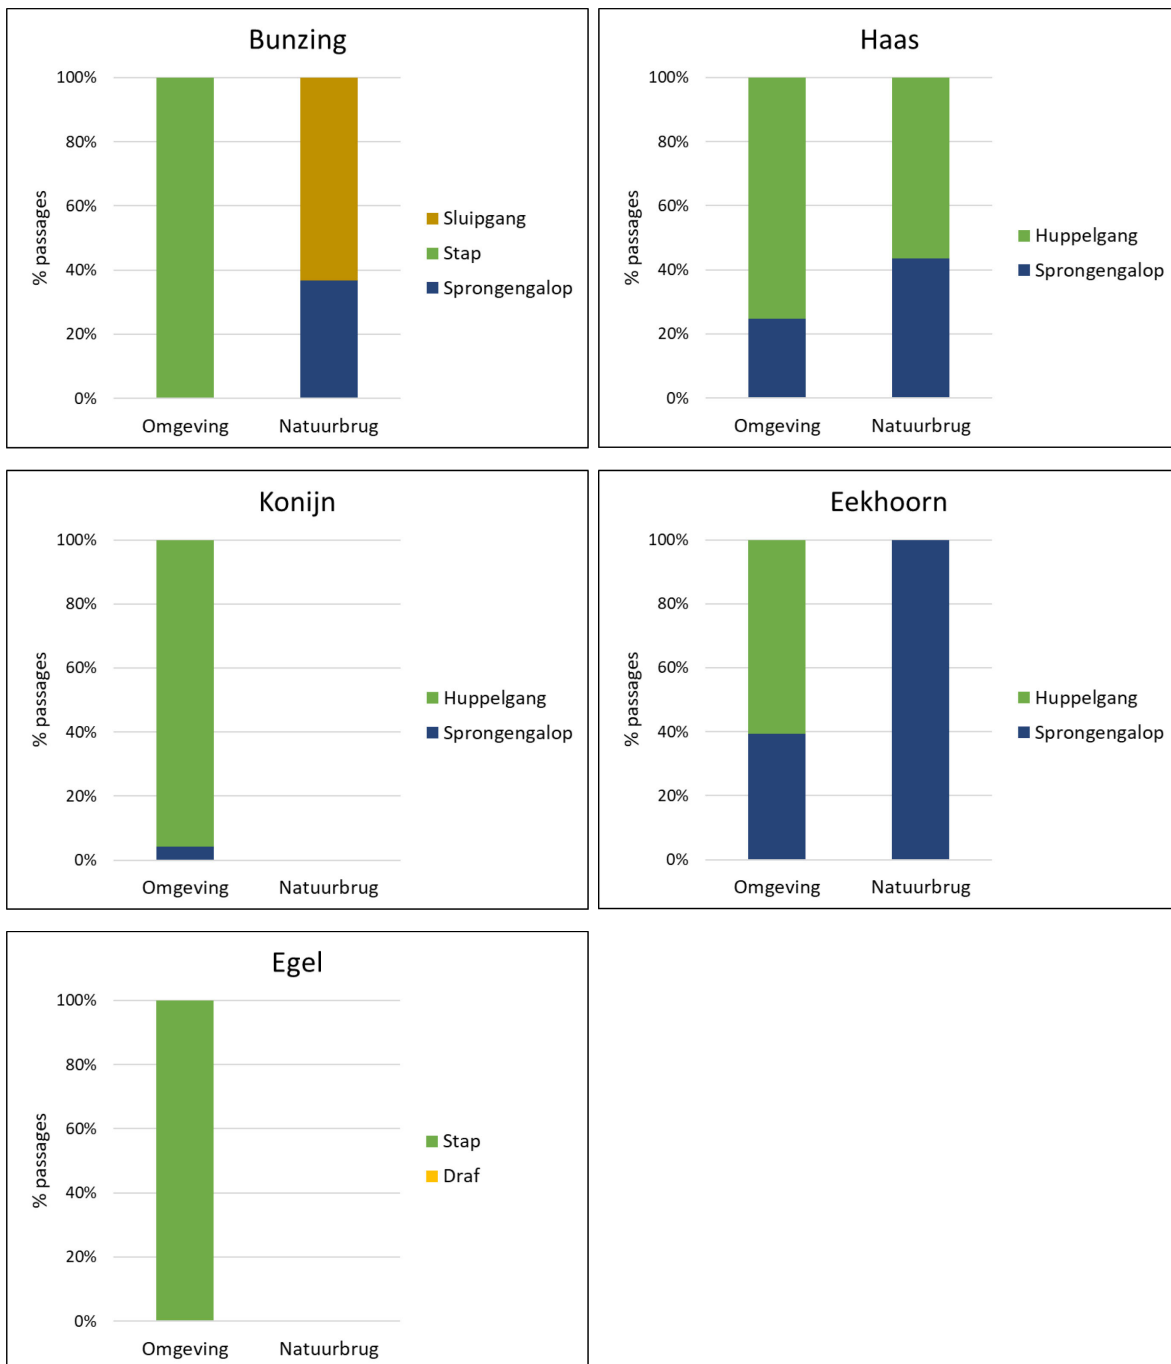 Bunzing
100%
80%
60%
40%
20%
0%
% passages
Omgeving Natuurbrug
Sluipgang
Stap
Sprongengalop
Haas
100%
80%
60%
40%
20%
0%
% passages
Omgeving Natuurbrug
Huppelgang
Sprongengalop
Konijn
100%
80%
60%
40%
20%
0%
% passages
Omgeving Natuurbrug
Huppelgang
Sprongengalop
Eekhoorn
100%
80%
60%
40%
20%
0%
% passages
Omgeving Natuurbrug
Huppelgang
Sprongengalop
Egel
100%
80%
60%
40%
20%
0%
% passages
Omgeving Natuurbrug
Stap
Draf